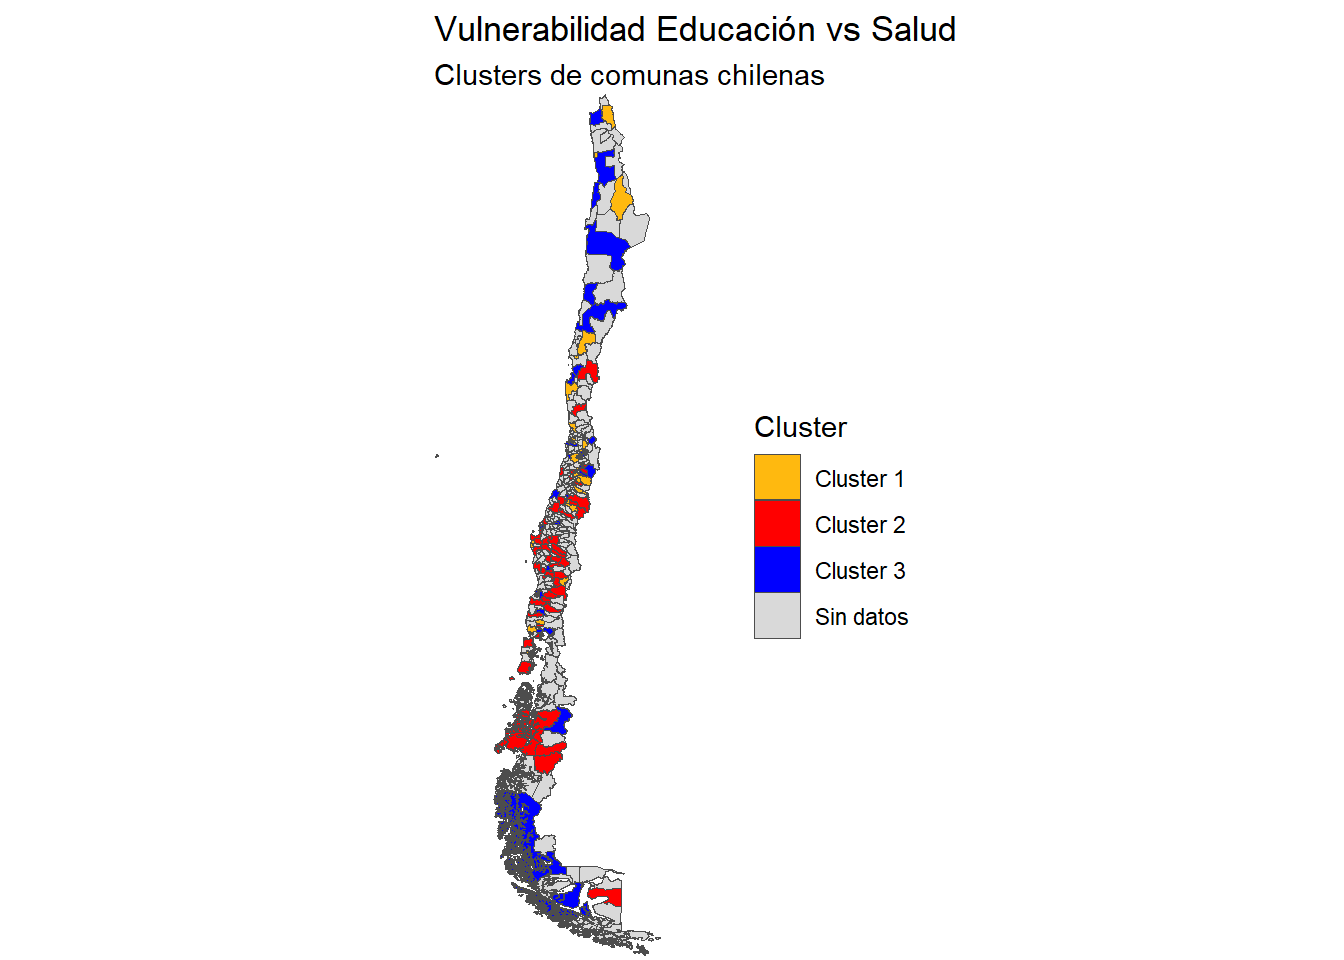 Vulnerabilidad Educación vs Salud
Clusters de comunas chilenas
Cluster
Cluster 1
Cluster 2
Cluster 3
Sin datos